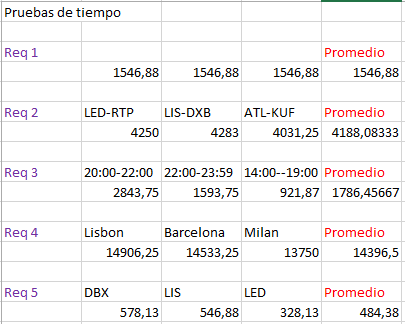 Pruebas de tiempo
Req 1 Promedio
1546,88 1546,88 1546,88 1546,88
Req 2 LED-RTP LIS-DXB ATL-KUF Promedio
4250 4283 4031,25 4188,08333
Req 3 20:00-22:00 22:00-23:59 14:00--19:00 Promedio
2843,75 1593,75 921,87 1786,45667
Req 4 Lisbon Barcelona Milan Promedio
14906,25 14533,25 13750 14396,5
Req 5 DBX LIS LED Promedio
578,13 546,88 328,13 484,38